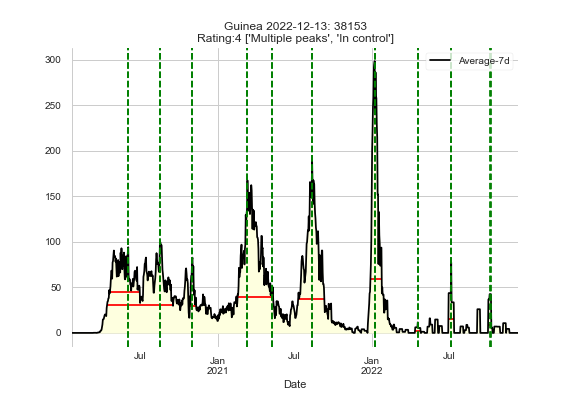 Guinea 2022-12-13: 38153
Rating:4 ['Multiple peaks', 'In control']
Average-7d
300
250
200
150
100
50
0
Jul
Jan
2021
Jul
Jan
2022
Jul
Date